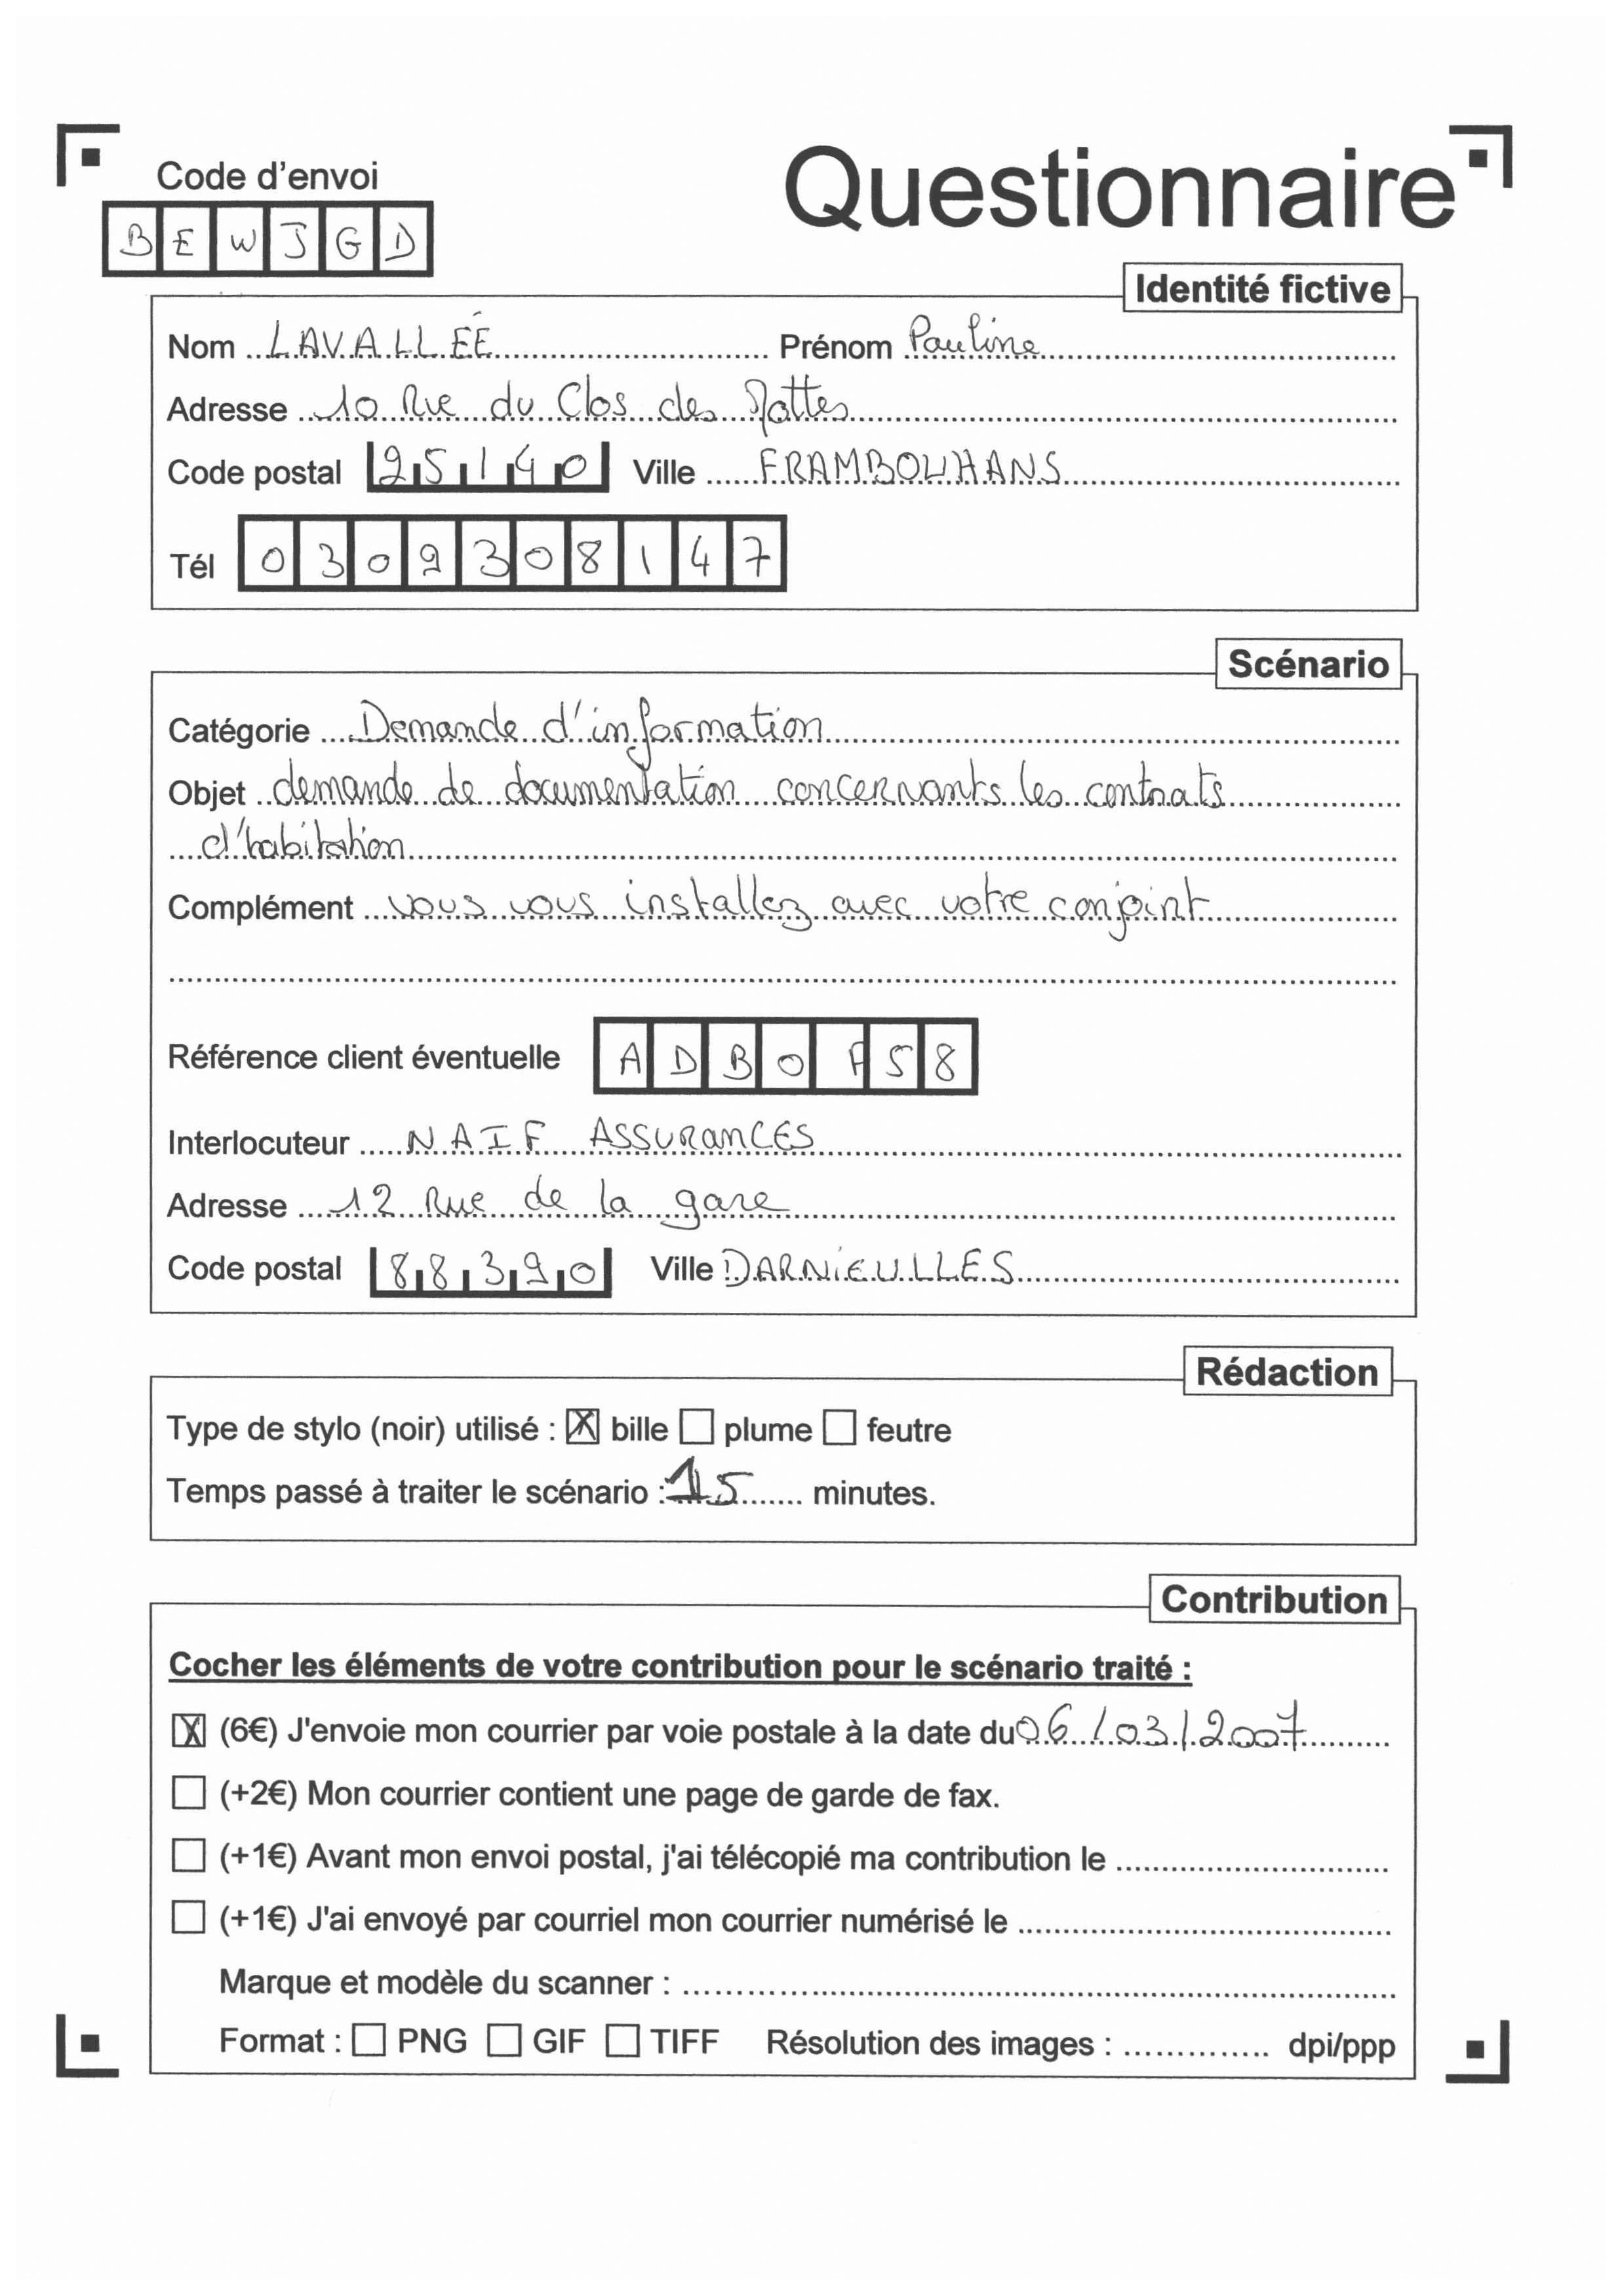 Code d'envoi
Questionnaire
B E W J G D
Identité fictive
Nom LAVALLÉE Prénom Pauline
Adresse 10 Rue du Clos des Mottes
Code postal 25140 Ville FRAMBOUHANS
Tél 0309308147
Scénario
Catégorie Demande d'information
Objet demande de documentation concernants les contrats
d'habitation
Complément vous vous installez avec votre conjoint
Référence client éventuelle A D B 0 F 5 8
Interlocuteur NAIF ASSURANCES
Adresse 12 Rue de la gare
Code postal 88390 Ville DARNIEULLES
Rédaction
Type de stylo (noir) utilisé : ☒ bille ☐ plume ☐ feutre
Temps passé à traiter le scénario : 15 minutes.
Contribution
Cocher les éléments de votre contribution pour le scénario traité :
☒ (6€) J'envoie mon courrier par voie postale à la date du 06/03/2007
☐ (+2€) Mon courrier contient une page de garde de fax.
☐ (+1€) Avant mon envoi postal, j'ai télécopié ma contribution le
☐ (+1€) J'ai envoyé par courriel mon courrier numérisé le
Marque et modèle du scanner :
Format : ☐ PNG ☐ GIF ☐ TIFF Résolution des images : dpi/ppp